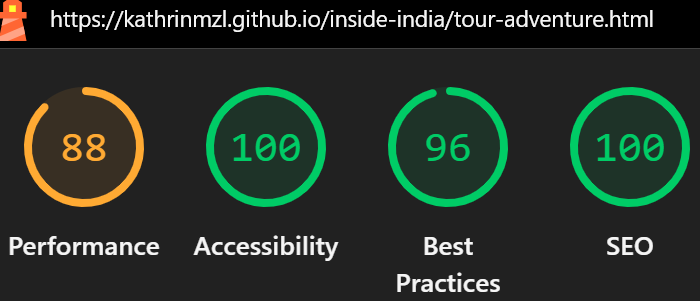 https://kathrinmzl.github.io/inside-india/tour-adventure.html
88 100 96 100
Performance Accessibility Best Practices SEO